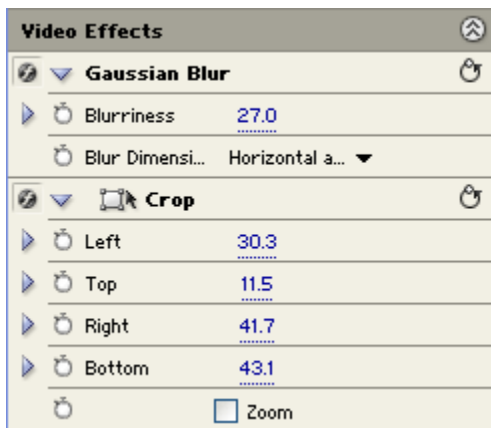 Video Effects
Gaussian Blur
Blurriness 27.0
Blur Dimensi... Horizontal a...
Crop
Left 30.3
Top 11.5
Right 41.7
Bottom 43.1
Zoom